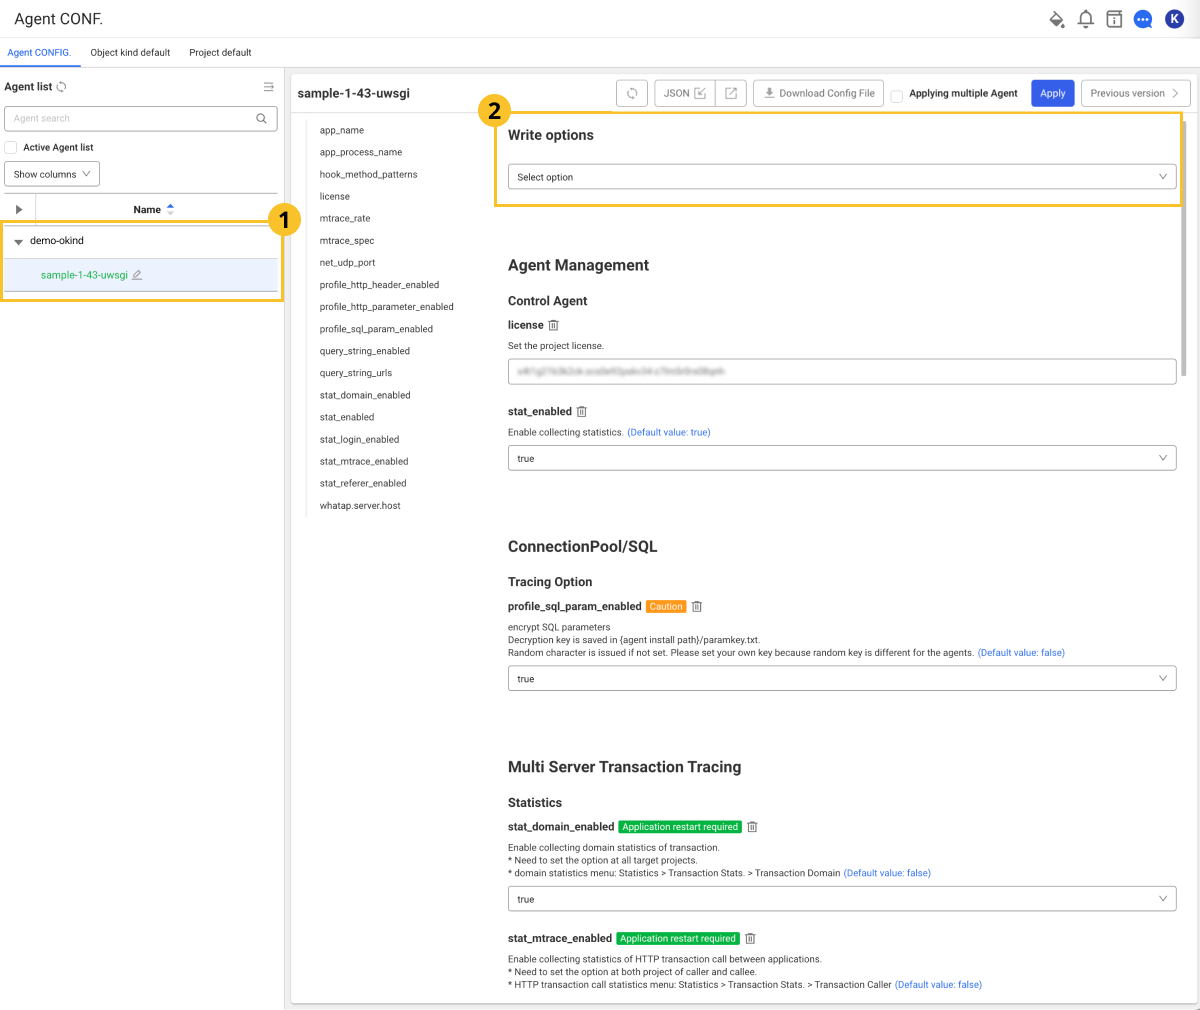 Agent CONF.
K
Agent CONFIG.
Object kind default
Project default
Agent list
Agent search
Active Agent list
Show columns
Name
1
demo-okind
sample-1-43-uwsgi
sample-1-43-uwsgi
JSON
Download Config File
Applying multiple Agent
Apply
Previous version
app_name
app_process_name
hook_method_patterns
license
mtrace_rate
mtrace_spec
net_udp_port
profile_http_header_enabled
profile_http_parameter_enabled
profile_sql_param_enabled
query_string_enabled
query_string_urls
stat_domain_enabled
stat_enabled
stat_login_enabled
stat_mtrace_enabled
stat_referer_enabled
whatap.server.host
2
Write options
Select option
Agent Management
Control Agent
license
Set the project license.
stat_enabled
Enable collecting statistics. (Default value: true)
true
ConnectionPool/SQL
Tracing Option
profile_sql_param_enabled Caution
encrypt SQL parameters
Decryption key is saved in {agent install path}/paramkey.txt.
Random character is issued if not set. Please set your own key because random key is different for the agents. (Default value: false)
true
Multi Server Transaction Tracing
Statistics
stat_domain_enabled Application restart required
Enable collecting domain statistics of transaction.
* Need to set the option at all target projects.
* domain statistics menu: Statistics > Transaction Stats. > Transaction Domain (Default value: false)
true
stat_mtrace_enabled Application restart required
Enable collecting statistics of HTTP transaction call between applications.
* Need to set the option at both project of caller and callee.
* HTTP transaction call statistics menu: Statistics > Transaction Stats. > Transaction Caller (Default value: false)